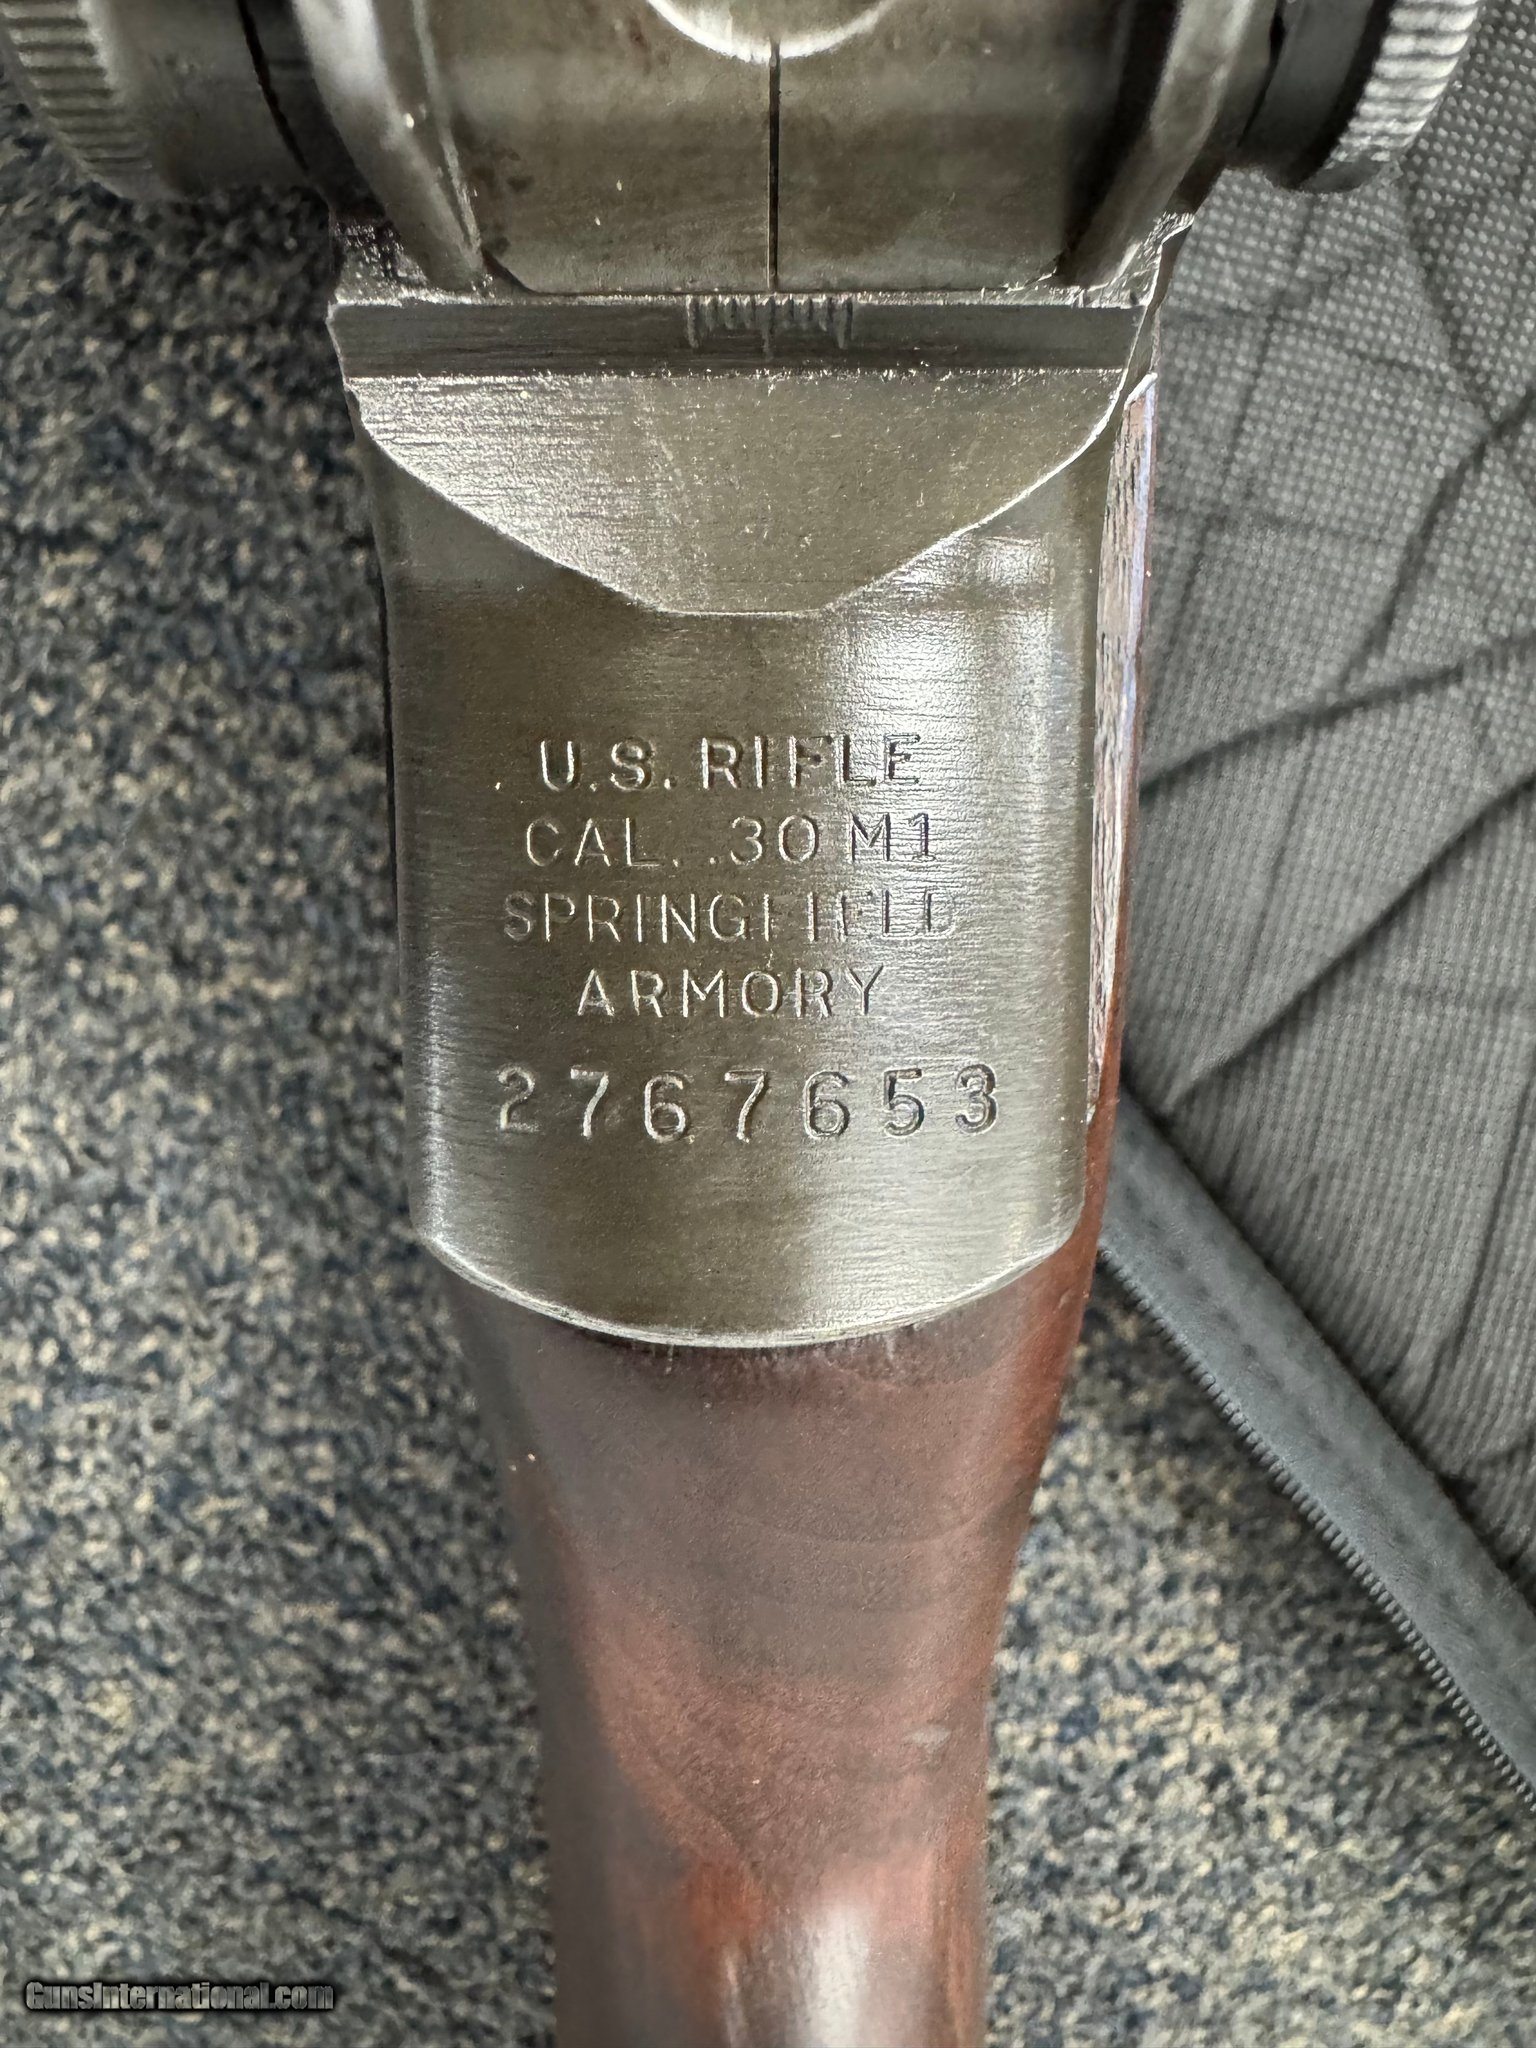 U.S. RIFLE
CAL. .30 M1
SPRINGFIELD
ARMORY
2767653
GunsInternational.com